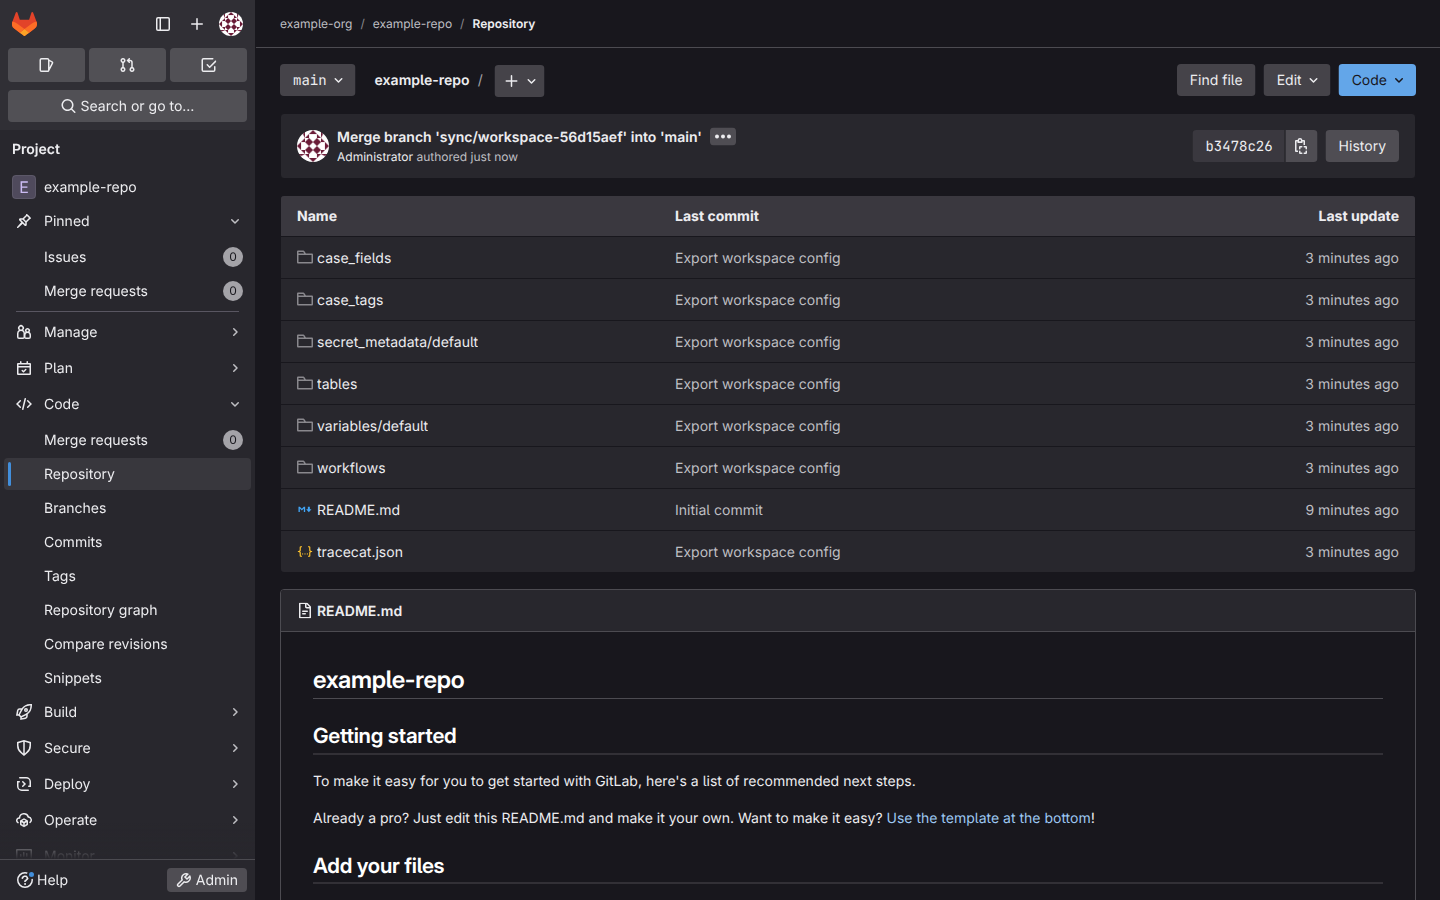 example-org / example-repo / Repository
Search or go to...
Project
E example-repo
Pinned
Issues 0
Merge requests 0
Manage
Plan
Code
Merge requests 0
Repository
Branches
Commits
Tags
Repository graph
Compare revisions
Snippets
Build
Secure
Deploy
Operate
Monitor
Help
Admin
main
example-repo /
Find file
Edit
Code
Merge branch 'sync/workspace-56d15aef' into 'main'
Administrator authored just now
b3478c26
History
Name Last commit Last update
case_fields Export workspace config 3 minutes ago
case_tags Export workspace config 3 minutes ago
secret_metadata/default Export workspace config 3 minutes ago
tables Export workspace config 3 minutes ago
variables/default Export workspace config 3 minutes ago
workflows Export workspace config 3 minutes ago
README.md Initial commit 9 minutes ago
tracecat.json Export workspace config 3 minutes ago
README.md
example-repo
Getting started
To make it easy for you to get started with GitLab, here's a list of recommended next steps.
Already a pro? Just edit this README.md and make it your own. Want to make it easy? Use the template at the bottom!
Add your files